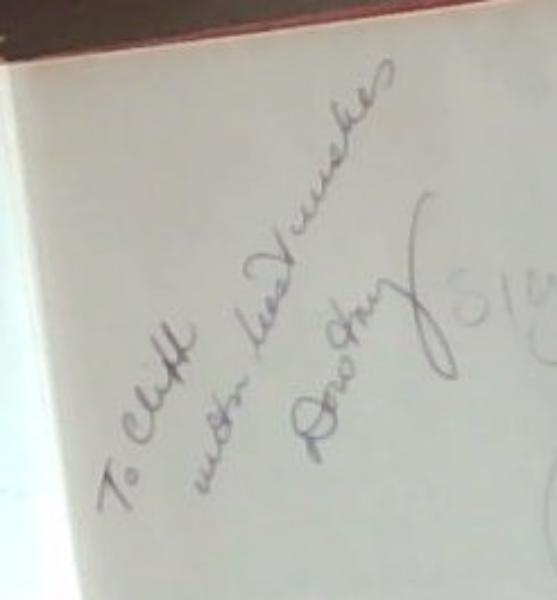 To Cliff
with best wishes
Dorothy